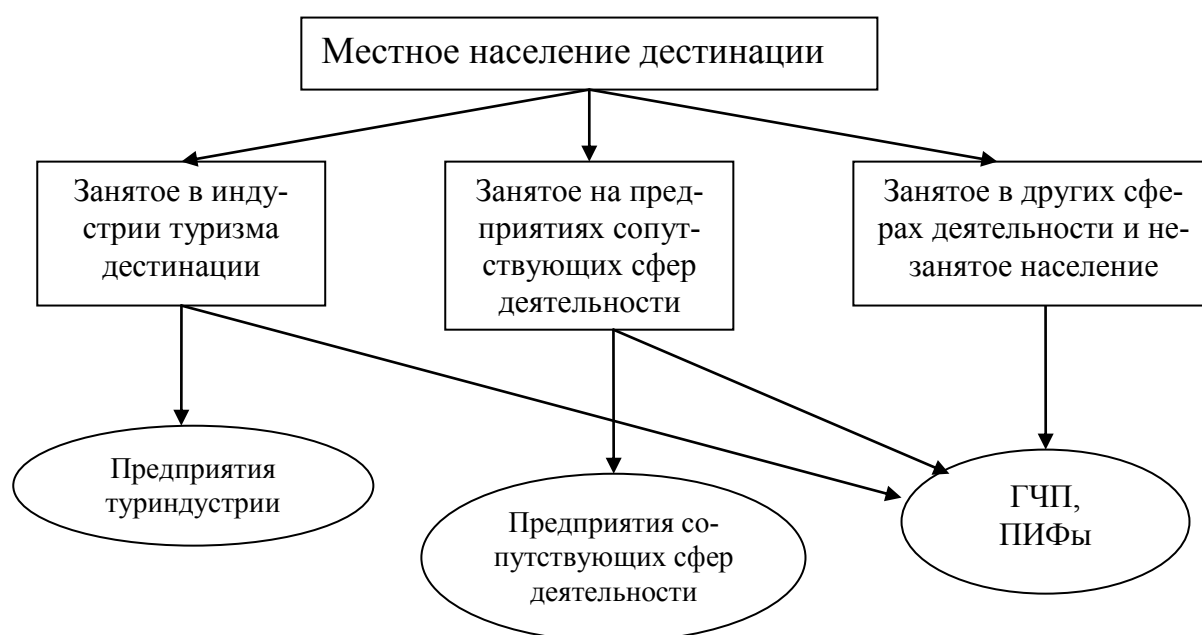 Местное население дестинации
Занятое в инду-
стрии туризма
дестинации
Занятое на пред-
приятиях сопут-
ствующих сфер
деятельности
Занятое в других сфе-
рах деятельности и не-
занятое население
Предприятия
туриндустрии
Предприятия со-
путствующих сфер
деятельности
ГЧП,
ПИФы